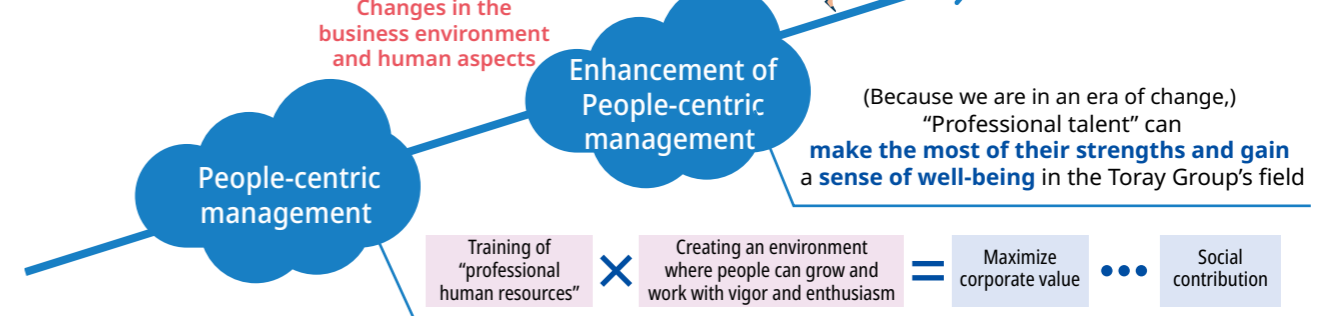 Changes in the
business environment
and human aspects
Enhancement of
People-centric
management
(Because we are in an era of change,)
“Professional talent” can
make the most of their strengths and gain
a sense of well-being in the Toray Group’s field
People-centric
management
Training of
“professional
human resources”
×
Creating an environment
where people can grow and
work with vigor and enthusiasm
=
Maximize
corporate value
•••
Social
contribution